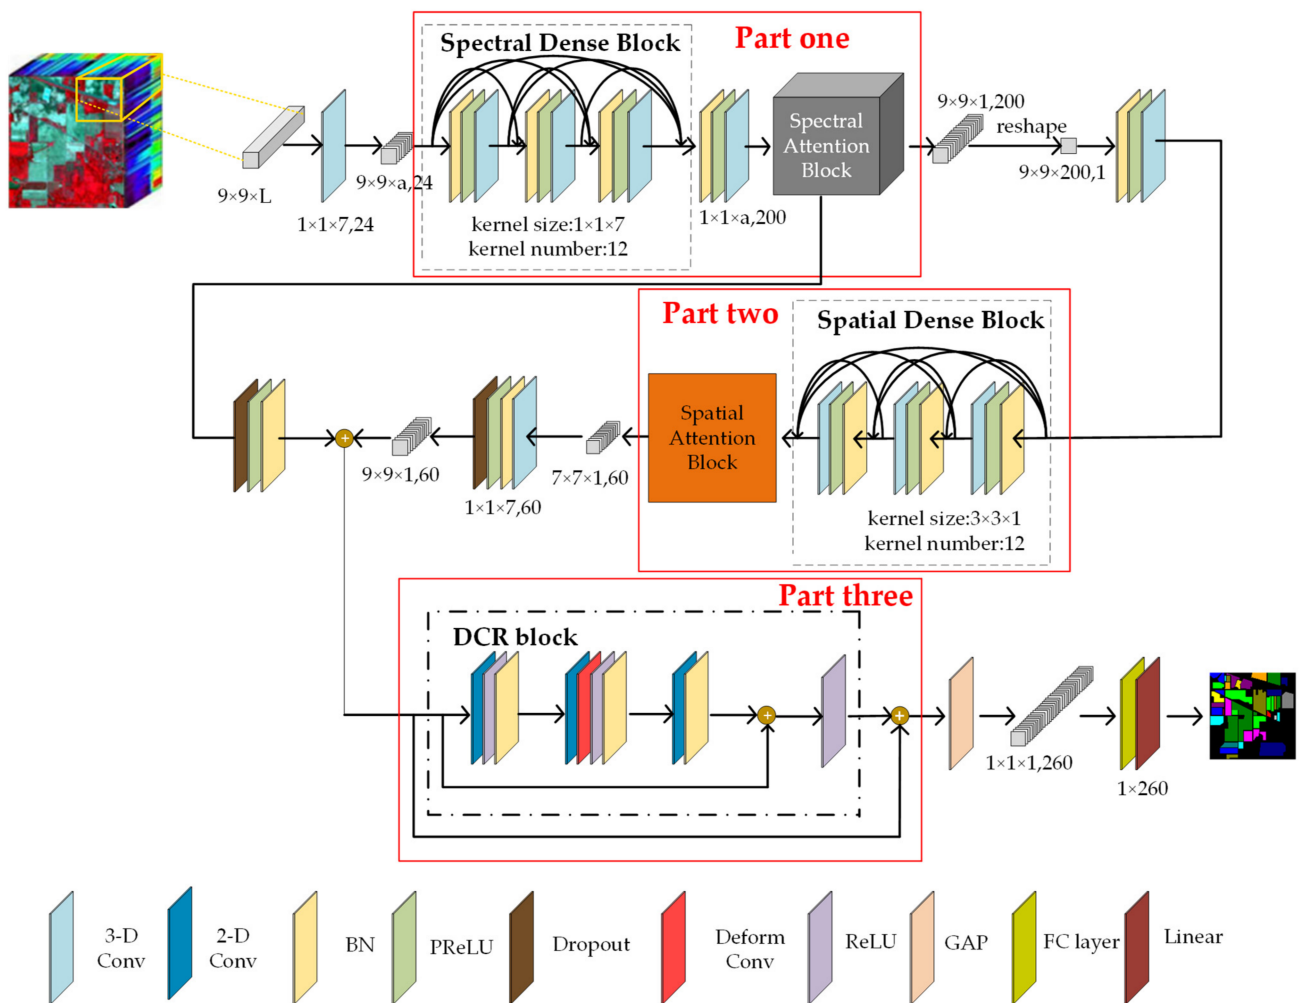 Part one
Spectral Dense Block
9×9×1,200
reshape
Spectral
Attention
Block
9×9×L
9×9×a,24
1×1×7,24
kernel size:1×1×7
kernel number:12
1×1×a,200
9×9×200,1
Part two
Spatial Dense Block
Spatial
Attention
Block
9×9×1,60
7×7×1,60
1×1×7,60
kernel size:3×3×1
kernel number:12
+
Part three
DCR block
+
+
1×1×1,260
1×260
3-D
Conv
2-D
Conv
BN
PReLU
Dropout
Deform
Conv
ReLU
GAP
FC layer
Linear